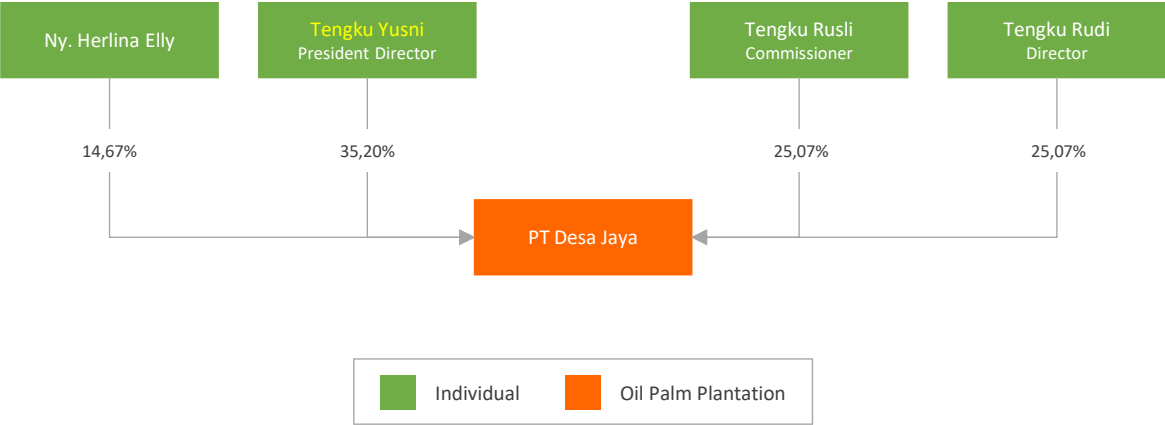 Ny. Herlina Elly
Tengku Yusni
President Director
Tengku Rusli
Commissioner
Tengku Rudi
Director
14,67%
35,20%
25,07%
25,07%
PT Desa Jaya
Individual
Oil Palm Plantation